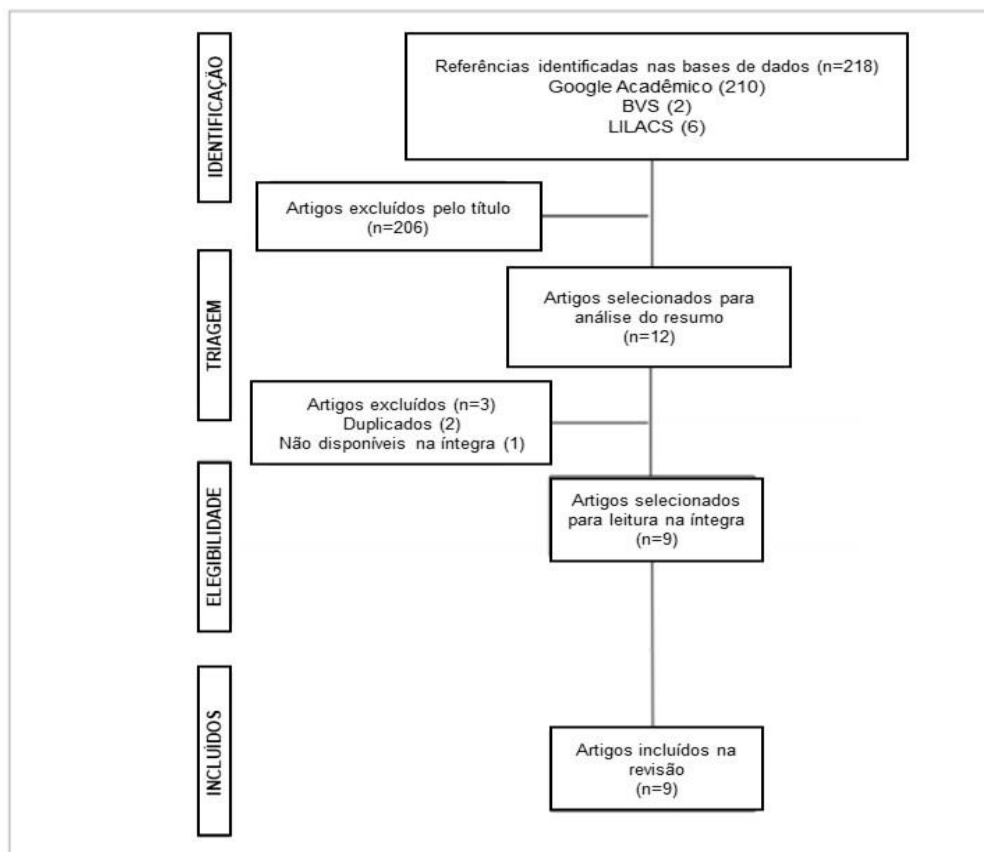 IDENTIFICAÇÃO
Referências identificadas nas bases de dados (n=218)
Google Acadêmico (210)
BVS (2)
LILACS (6)
Artigos excluídos pelo título
(n=206)
TRIAGEM
Artigos selecionados para
análise do resumo
(n=12)
Artigos excluídos (n=3)
Duplicados (2)
Não disponíveis na íntegra (1)
ELEGIBILIDADE
Artigos selecionados
para leitura na íntegra
(n=9)
INCLUÍDOS
Artigos incluídos na
revisão
(n=9)